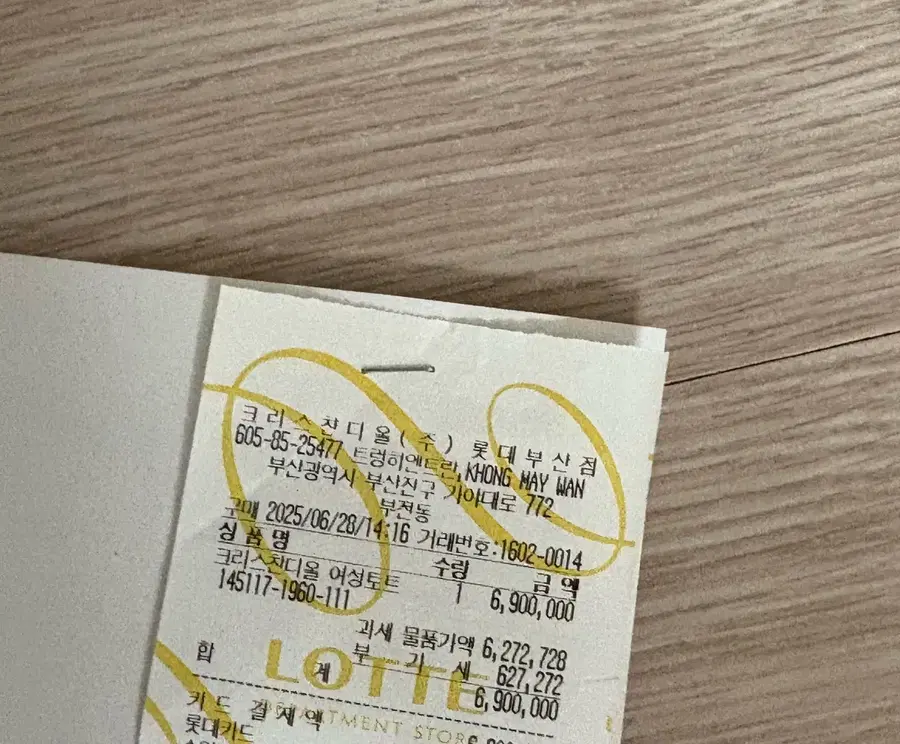 크리스챤디올(주) 롯데부산점
605-85-25477 트렁히엔트란,KHONG MAY WAN
부산광역시 부산진구 가야대로 772
부전동
구매 2025/06/28/14:16 거래번호:1602-0014
상품명 수량 금액
크리스챤디올 여성토트 1 6,900,000
145117-1960-111
과세 물품가액 6,272,728
부 가 세 627,272
합 계 6,900,000
LOTTE
DEPARTMENT STORE
카드 결제액
롯데카드